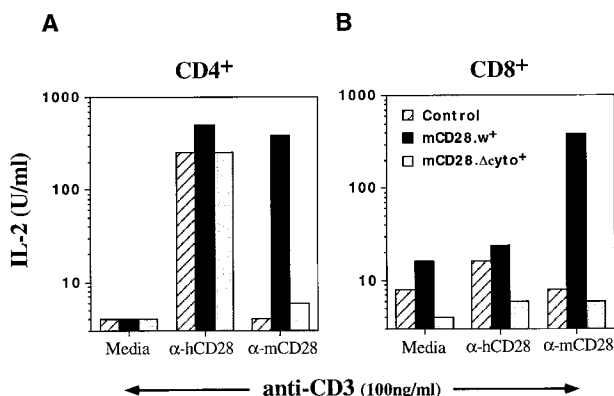 A
B
CD4+
CD8+
IL-2 (U/ml)
1000
100
10
Media
α-hCD28
α-mCD28
1000
100
10
Control
mCD28.w+
mCD28.Δcyto+
Media
α-hCD28
α-mCD28
anti-CD3 (100ng/ml)